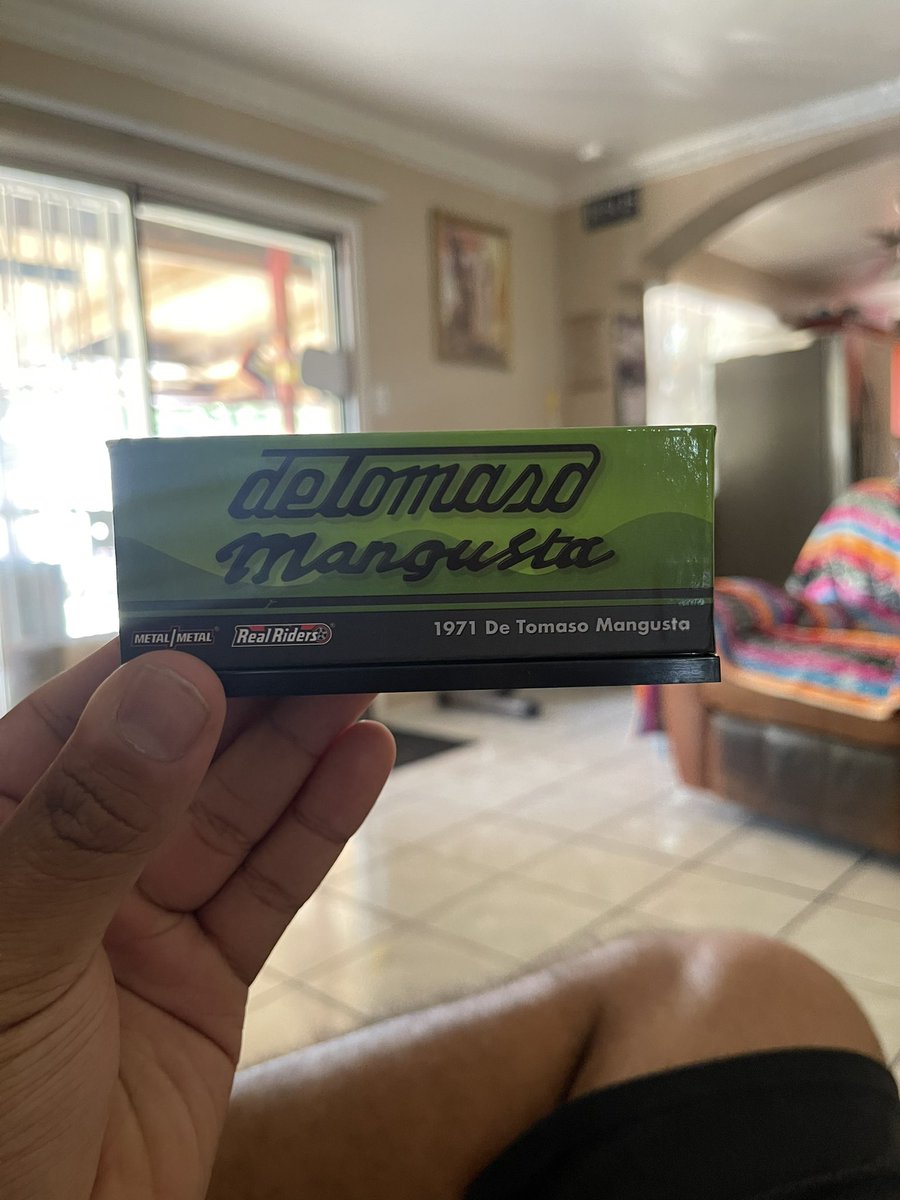 deTomaso
Mangusta
METAL/METAL Real Riders 1971 De Tomaso Mangusta